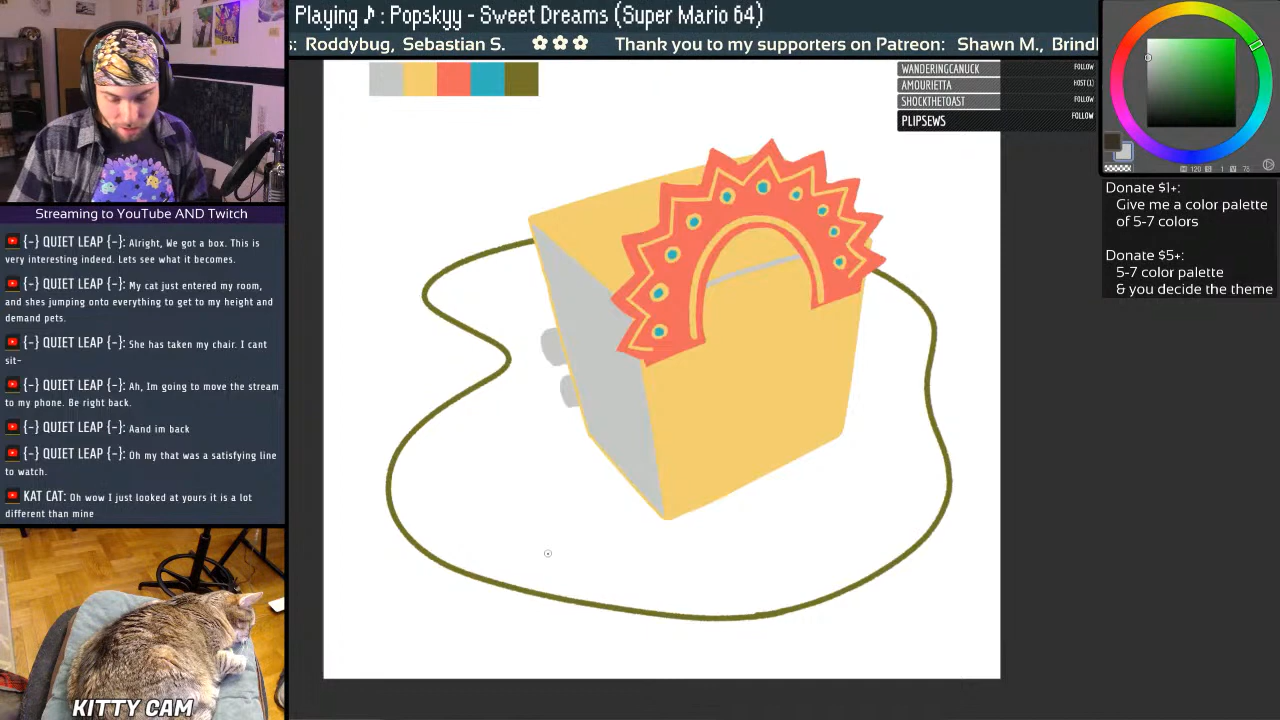 Playing ♪ : Popskyy - Sweet Dreams (Super Mario 64)
s: Roddybug, Sebastian S. ✿ ✿ ✿ Thank you to my supporters on Patreon: Shawn M., Brindl
Streaming to YouTube AND Twitch
{-} QUIET LEAP {-}: Alright, We got a box. This is
very interesting indeed. Lets see what it becomes.
{-} QUIET LEAP {-}: My cat just entered my room,
and shes jumping onto everything to get to my height and
demand pets.
{-} QUIET LEAP {-}: She has taken my chair. I cant
sit-
{-} QUIET LEAP {-}: Ah, Im going to move the stream
to my phone. Be right back.
{-} QUIET LEAP {-}: Aand im back
{-} QUIET LEAP {-}: Oh my that was a satisfying line
to watch.
KAT CAT: Oh wow I just looked at yours it is a lot
different than mine
KITTY CAM
WANDERINGCANUCK FOLLOW
AMOURIETTA HOST(1)
SHOCKTHETOAST FOLLOW
PLIPSEWS FOLLOW
Donate $1+:
Give me a color palette
of 5-7 colors
Donate $5+:
5-7 color palette
& you decide the theme